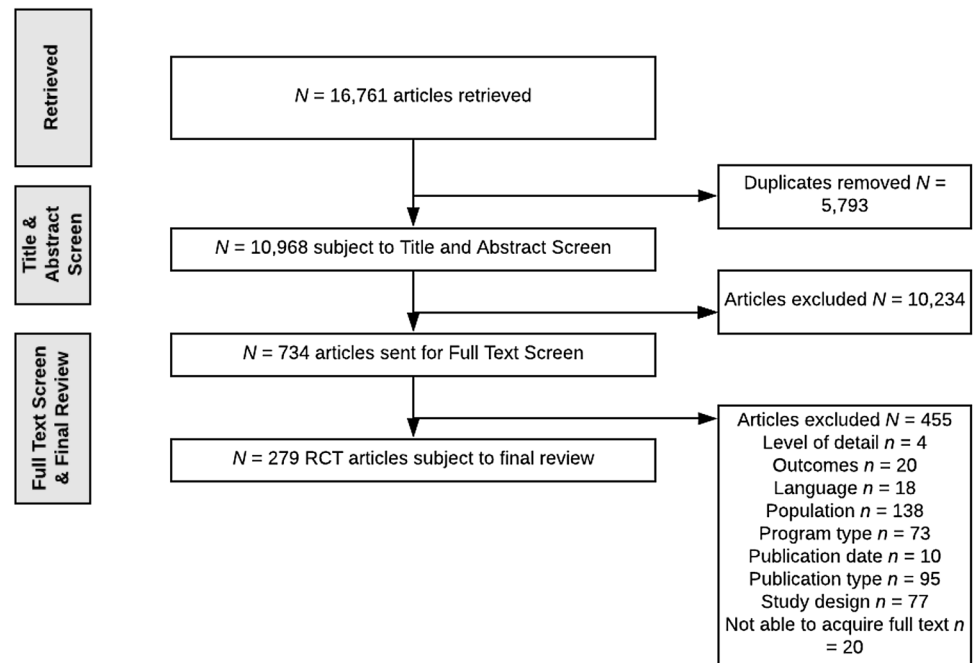 Retrieved
N = 16,761 articles retrieved
Duplicates removed N =
5,793
Title &
Abstract
Screen
N = 10,968 subject to Title and Abstract Screen
Articles excluded N = 10,234
Full Text Screen
& Final Review
N = 734 articles sent for Full Text Screen
N = 279 RCT articles subject to final review
Articles excluded N = 455
Level of detail n = 4
Outcomes n = 20
Language n = 18
Population n = 138
Program type n = 73
Publication date n = 10
Publication type n = 95
Study design n = 77
Not able to acquire full text n
= 20